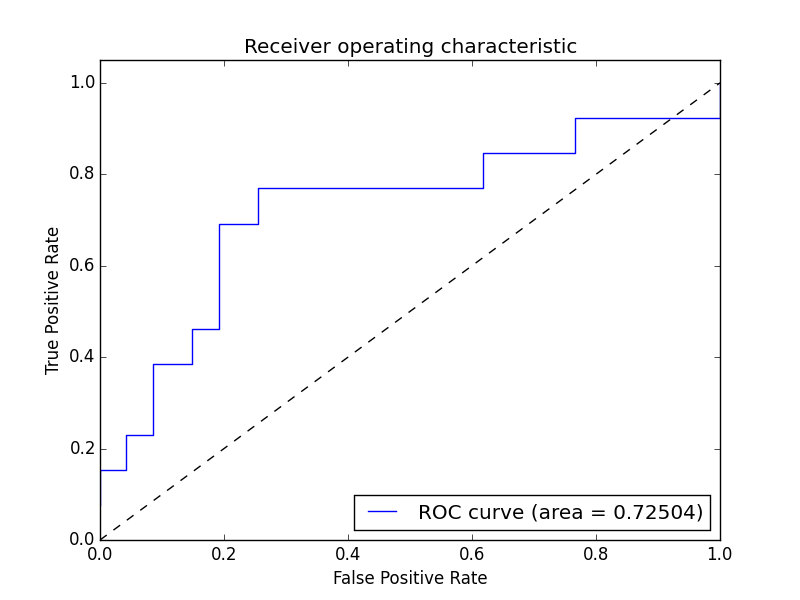 Receiver operating characteristic
1.0
0.8
0.6
0.4
0.2
0.0
True Positive Rate
ROC curve (area = 0.72504)
0.0 0.2 0.4 0.6 0.8 1.0
False Positive Rate